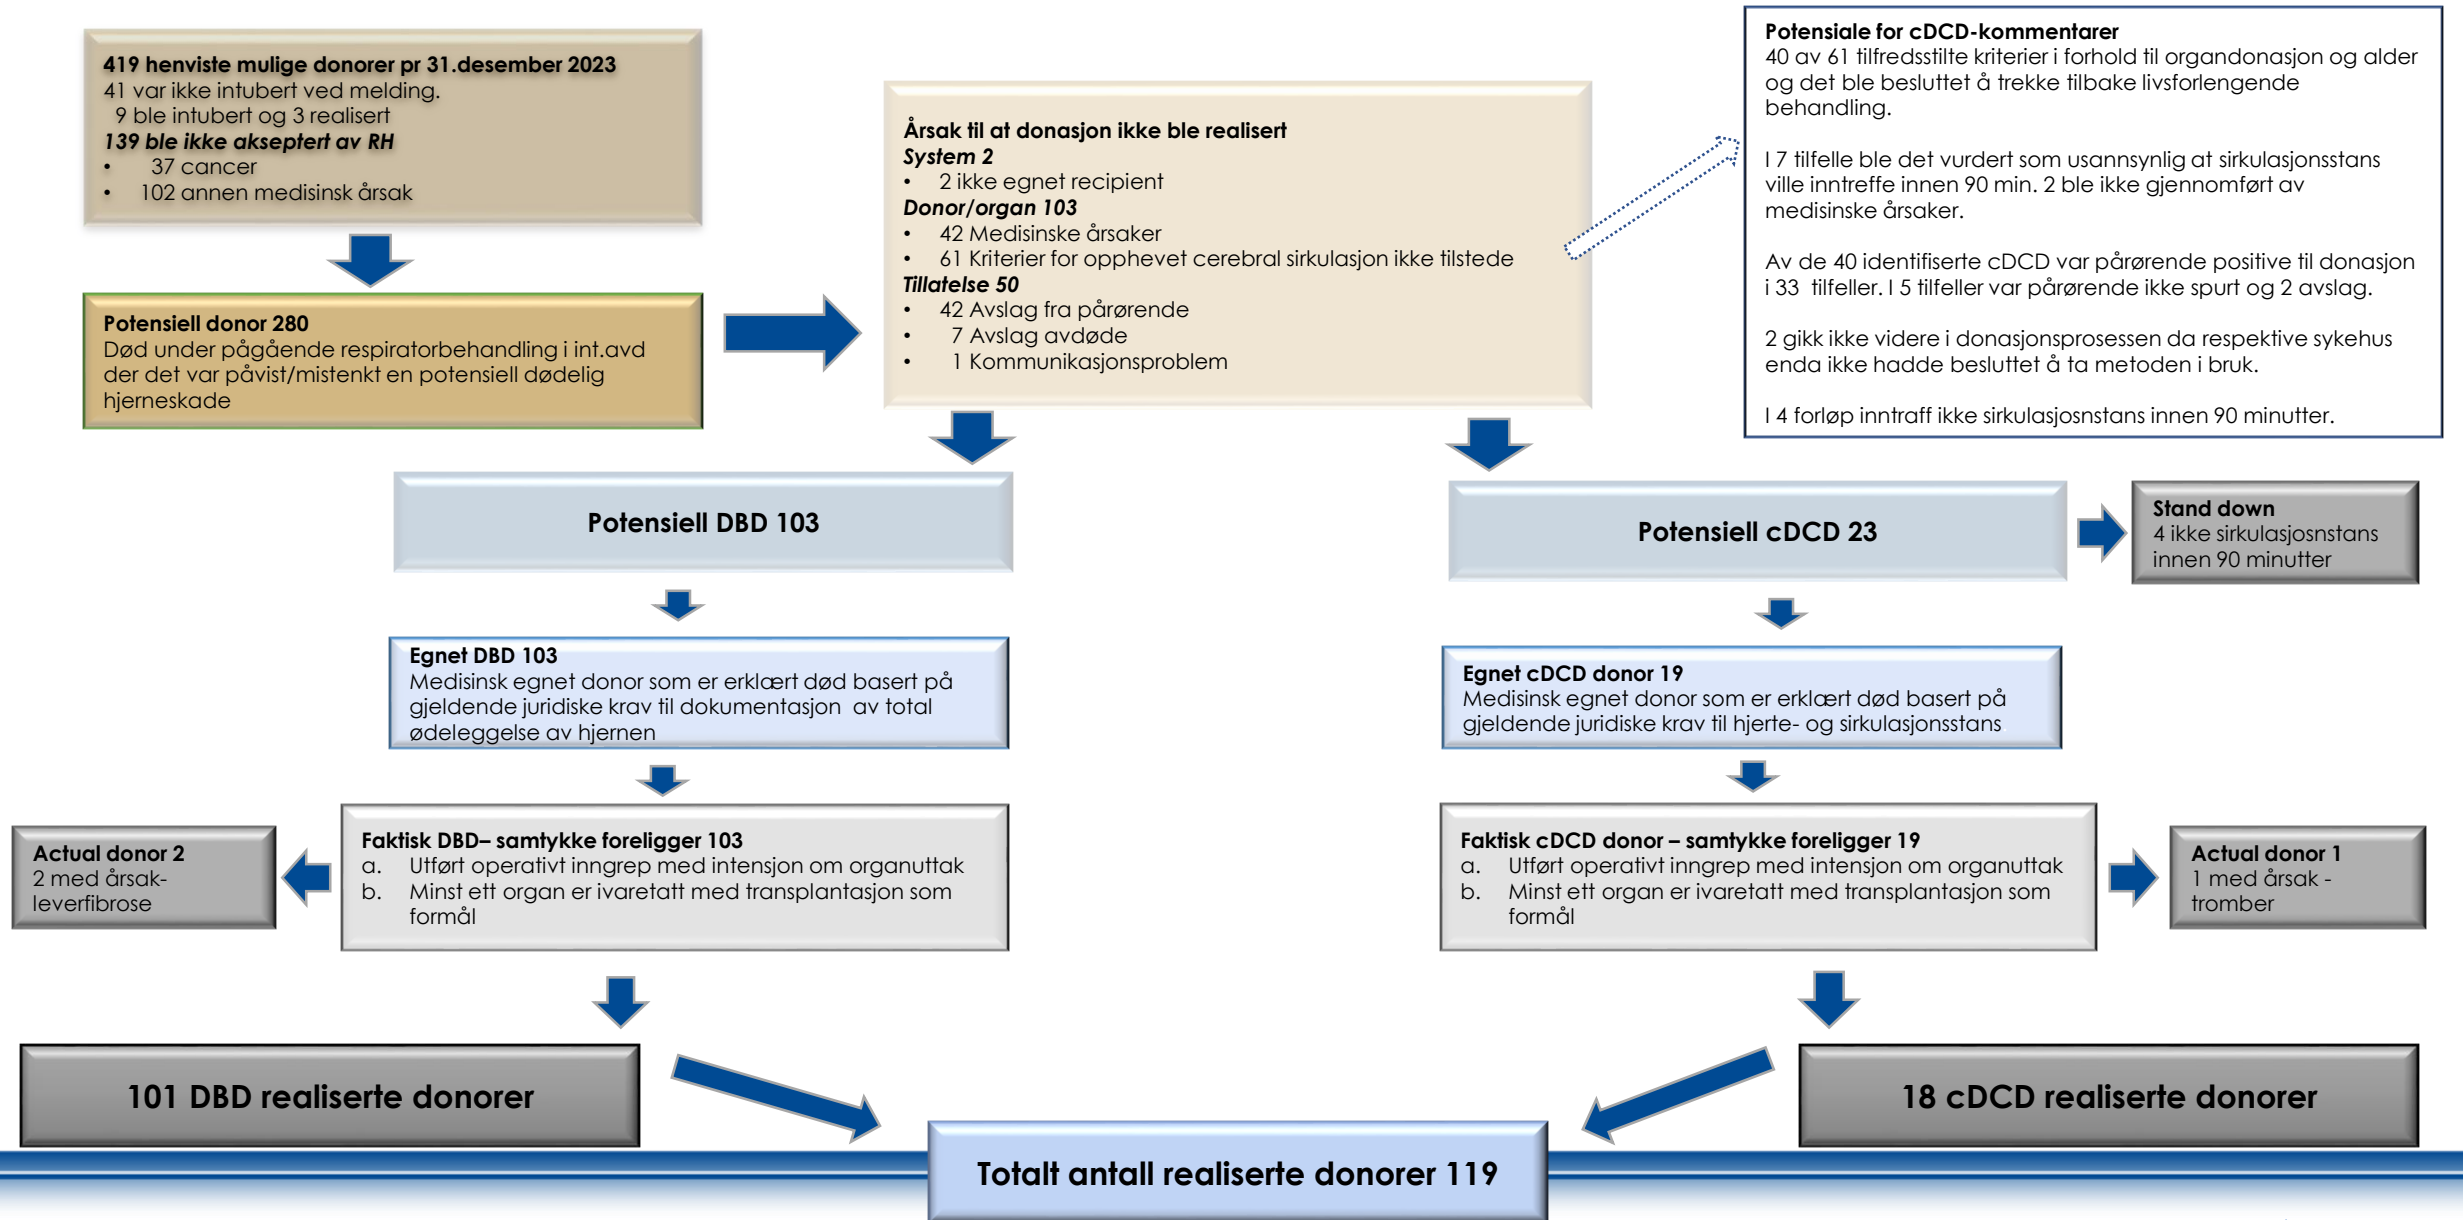 419 henviste mulige donorer pr 31.desember 2023
41 var ikke intubert ved melding.
9 ble intubert og 3 realisert
139 ble ikke akseptert av RH
• 37 cancer
• 102 annen medisinsk årsak
Potensiell donor 280
Død under pågående respiratorbehandling i int.avd
der det var påvist/mistenkt en potensiell dødelig
hjerneskade
Årsak til at donasjon ikke ble realisert
System 2
• 2 ikke egnet recipient
Donor/organ 103
• 42 Medisinske årsaker
• 61 Kriterier for opphevet cerebral sirkulasjon ikke tilstede
Tillatelse 50
• 42 Avslag fra pårørende
• 7 Avslag avdøde
• 1 Kommunikasjonsproblem
Potensiale for cDCD-kommentarer
40 av 61 tilfredsstilte kriterier i forhold til organdonasjon og alder
og det ble besluttet å trekke tilbake livsforlengende
behandling.
I 7 tilfelle ble det vurdert som usannsynlig at sirkulasjonsstans
ville inntreffe innen 90 min. 2 ble ikke gjennomført av
medisinske årsaker.
Av de 40 identifiserte cDCD var pårørende positive til donasjon
i 33 tilfeller. I 5 tilfeller var pårørende ikke spurt og 2 avslag.
2 gikk ikke videre i donasjonsprosessen da respektive sykehus
enda ikke hadde besluttet å ta metoden i bruk.
I 4 forløp inntraff ikke sirkulasjosnstans innen 90 minutter.
Potensiell DBD 103
Potensiell cDCD 23
Stand down
4 ikke sirkulasjosnstans
innen 90 minutter
Egnet DBD 103
Medisinsk egnet donor som er erklært død basert på
gjeldende juridiske krav til dokumentasjon av total
ødeleggelse av hjernen
Egnet cDCD donor 19
Medisinsk egnet donor som er erklært død basert på
gjeldende juridiske krav til hjerte- og sirkulasjonsstans
Actual donor 2
2 med årsak-
leverfibrose
Faktisk DBD– samtykke foreligger 103
a. Utført operativt inngrep med intensjon om organuttak
b. Minst ett organ er ivaretatt med transplantasjon som
formål
Faktisk cDCD donor – samtykke foreligger 19
a. Utført operativt inngrep med intensjon om organuttak
b. Minst ett organ er ivaretatt med transplantasjon som
formål
Actual donor 1
1 med årsak -
tromber
101 DBD realiserte donorer
18 cDCD realiserte donorer
Totalt antall realiserte donorer 119